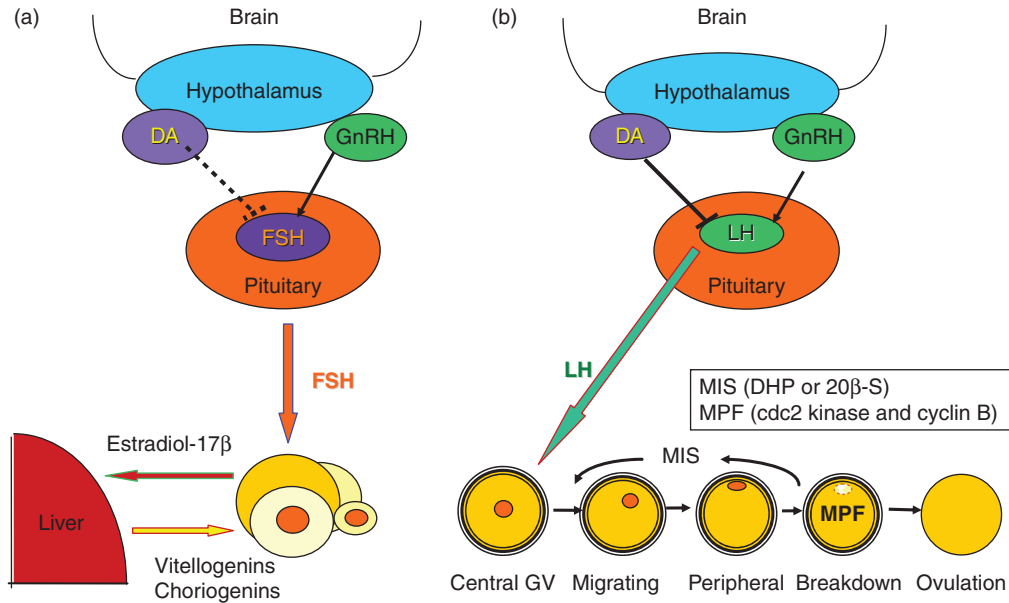 (a)
Brain
Hypothalamus
DA
GnRH
FSH
Pituitary
FSH
Estradiol-17β
Liver
Vitellogenins
Choriogenins
(b)
Brain
Hypothalamus
DA
GnRH
LH
Pituitary
LH
MIS (DHP or 20β-S)
MPF (cdc2 kinase and cyclin B)
MIS
MPF
Central GV
Migrating
Peripheral
Breakdown
Ovulation